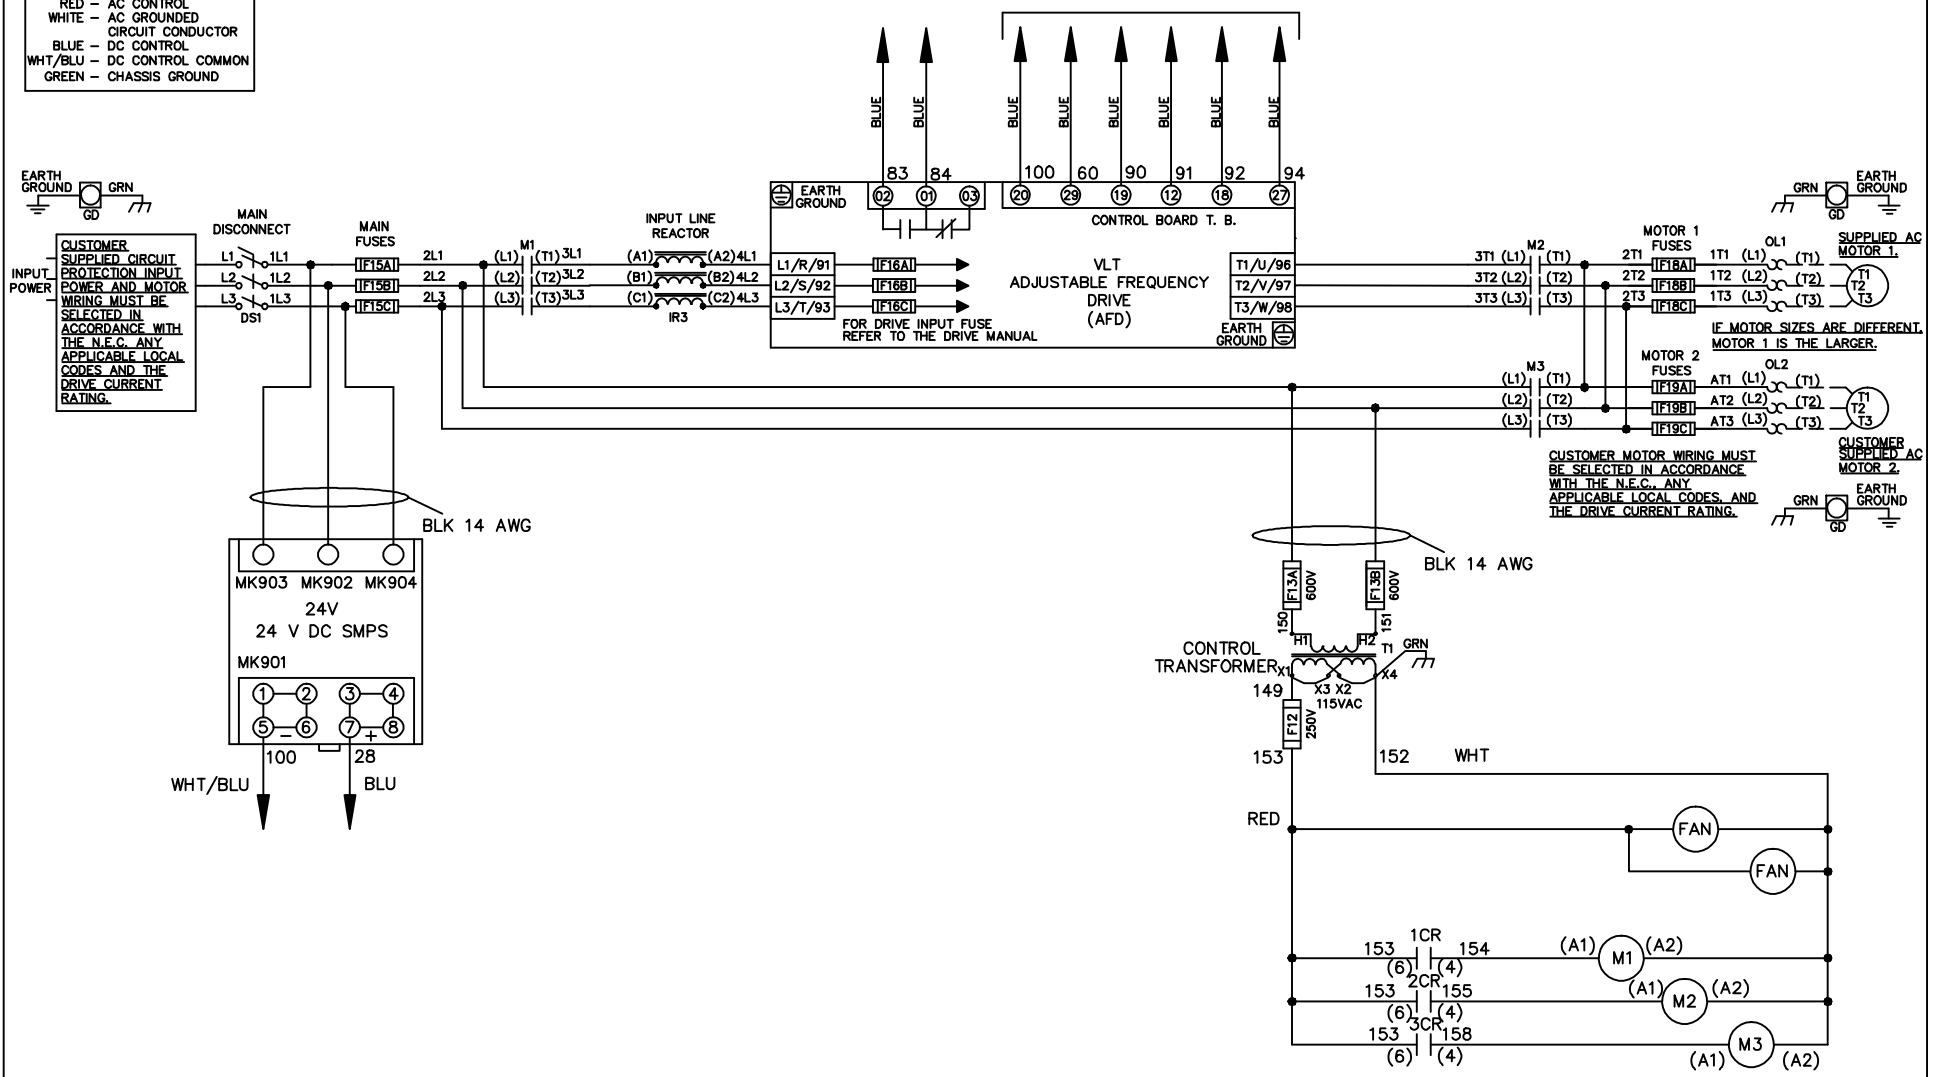 RED – AC CONTROL
WHITE – AC GROUNDED
CIRCUIT CONDUCTOR
BLUE – DC CONTROL
WHT/BLU – DC CONTROL COMMON
GREEN – CHASSIS GROUND
BLUE BLUE BLUE BLUE BLUE BLUE BLUE BLUE
83 84 100 60 90 91 92 94
EARTH
GROUND
GRN
GD
EARTH
GROUND
02 01 03 20 29 19 12 18 27
CONTROL BOARD T. B.
GRN
EARTH
GROUND
GD
INPUT
POWER
CUSTOMER
SUPPLIED CIRCUIT
PROTECTION INPUT
POWER AND MOTOR
WIRING MUST BE
SELECTED IN
ACCORDANCE WITH
THE N.E.C. ANY
APPLICABLE LOCAL
CODES AND THE
DRIVE CURRENT
RATING.
MAIN
DISCONNECT
L1 1L1
L2 1L2
L3 1L3
DS1
MAIN
FUSES
F15A 2L1
F15B 2L2
F15C 2L3
M1
(L1) (T1) 3L1
(L2) (T2) 3L2
(L3) (T3) 3L3
INPUT LINE
REACTOR
(A1) (A2) 4L1
(B1) (B2) 4L2
(C1) (C2) 4L3
IR3
L1/R/91 F16A
L2/S/92 F16B
L3/T/93 F16C
FOR DRIVE INPUT FUSE
REFER TO THE DRIVE MANUAL
VLT
ADJUSTABLE FREQUENCY
DRIVE
(AFD)
T1/U/96
T2/V/97
T3/W/98
EARTH
GROUND
M2
3T1 (L1) (T1)
3T2 (L2) (T2)
3T3 (L3) (T3)
MOTOR 1
FUSES
2T1 F18A 1T1 (L1) (T1)
2T2 F18B 1T2 (L2) (T2)
2T3 F18C 1T3 (L3) (T3)
OL1
SUPPLIED AC
MOTOR 1.
T1
T2
T3
IF MOTOR SIZES ARE DIFFERENT,
MOTOR 1 IS THE LARGER.
M3
(L1) (T1)
(L2) (T2)
(L3) (T3)
MOTOR 2
FUSES
OL2
F19A AT1 (L1) (T1)
F19B AT2 (L2) (T2)
F19C AT3 (L3) (T3)
T1
T2
T3
CUSTOMER
SUPPLIED AC
MOTOR 2.
CUSTOMER MOTOR WIRING MUST
BE SELECTED IN ACCORDANCE
WITH THE N.E.C., ANY
APPLICABLE LOCAL CODES, AND
THE DRIVE CURRENT RATING.
GRN
EARTH
GROUND
GD
BLK 14 AWG
MK903 MK902 MK904
24V
24 V DC SMPS
MK901
1 2 3 4
5 – 6 7 + 8
100 28
WHT/BLU BLU
BLK 14 AWG
F13A 600V F13B 600V
150 151
H1 H2
T1
GRN
CONTROL
TRANSFORMER
X1 X3 X2 X4
115VAC
149
F12 250V
153 152 WHT
RED
FAN
FAN
1CR
153 154 (A1) M1 (A2)
(6) (4)
2CR
153 155 (A1) M2 (A2)
(6) (4)
3CR
153 158 M3
(6) (4) (A1) (A2)